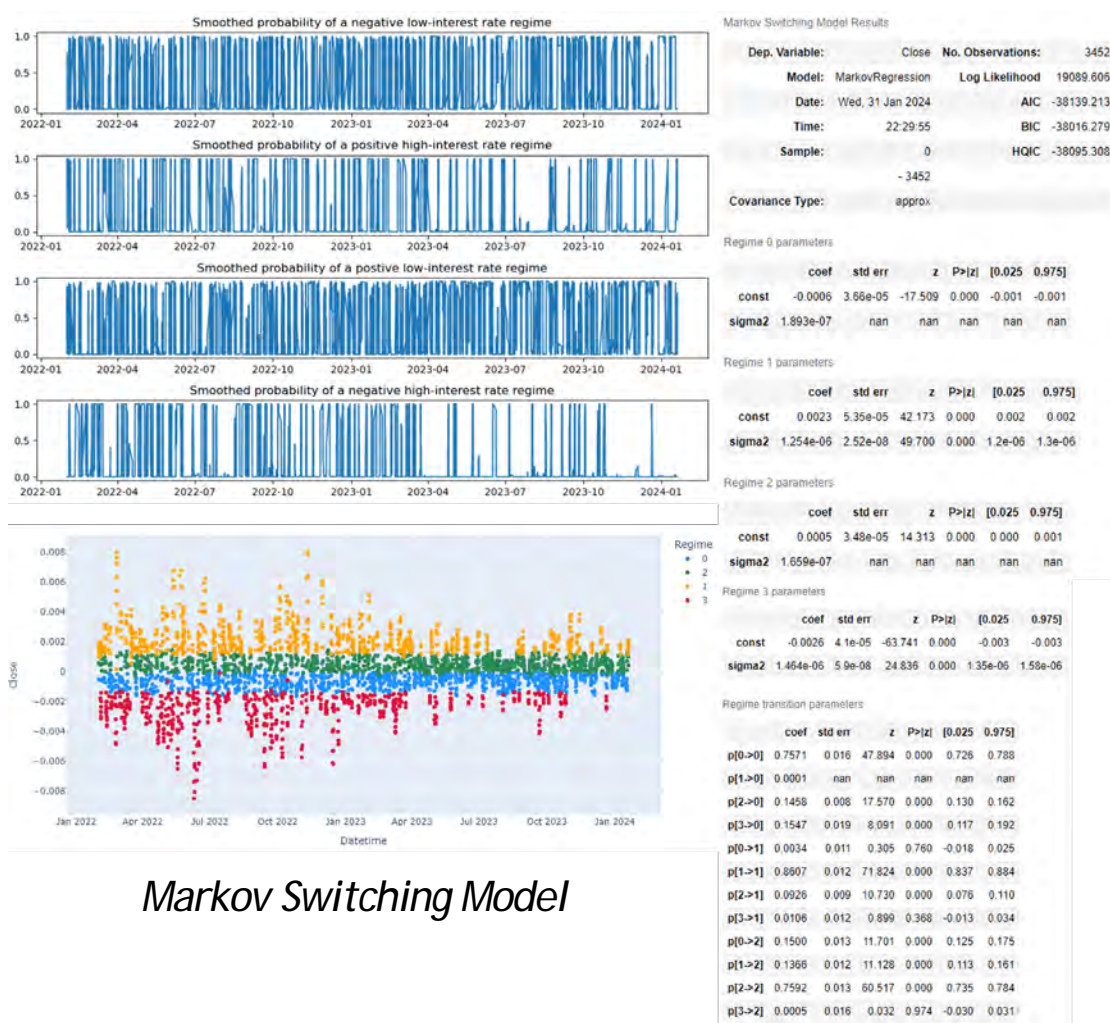 Smoothed probability of a negative low-interest rate regime
1.0
0.5
0.0
2022-01 2022-04 2022-07 2022-10 2023-01 2023-04 2023-07 2023-10 2024-01
Smoothed probability of a positive high-interest rate regime
1.0
0.5
0.0
2022-01 2022-04 2022-07 2022-10 2023-01 2023-04 2023-07 2023-10 2024-01
Smoothed probability of a postive low-interest rate regime
1.0
0.5
0.0
2022-01 2022-04 2022-07 2022-10 2023-01 2023-04 2023-07 2023-10 2024-01
Smoothed probability of a negative high-interest rate regime
1.0
0.5
0.0
2022-01 2022-04 2022-07 2022-10 2023-01 2023-04 2023-07 2023-10 2024-01
Regime
0
2
1
3
0.008
0.006
0.004
0.002
0
−0.002
−0.004
−0.006
−0.008
Close
Jan 2022 Apr 2022 Jul 2022 Oct 2022 Jan 2023 Apr 2023 Jul 2023 Oct 2023 Jan 2024
Datetime
Markov Switching Model
Markov Switching Model Results
Dep. Variable: Close No. Observations: 3452
Model: MarkovRegression Log Likelihood 19089.606
Date: Wed, 31 Jan 2024 AIC -38139.213
Time: 22:29:55 BIC -38016.279
Sample: 0 HQIC -38095.308
- 3452
Covariance Type: approx
Regime 0 parameters
coef std err z P>|z| [0.025 0.975]
const -0.0006 3.66e-05 -17.509 0.000 -0.001 -0.001
sigma2 1.893e-07 nan nan nan nan nan
Regime 1 parameters
coef std err z P>|z| [0.025 0.975]
const 0.0023 5.35e-05 42.173 0.000 0.002 0.002
sigma2 1.254e-06 2.52e-08 49.700 0.000 1.2e-06 1.3e-06
Regime 2 parameters
coef std err z P>|z| [0.025 0.975]
const 0.0005 3.48e-05 14.313 0.000 0.000 0.001
sigma2 1.659e-07 nan nan nan nan nan
Regime 3 parameters
coef std err z P>|z| [0.025 0.975]
const -0.0026 4.1e-05 -63.741 0.000 -0.003 -0.003
sigma2 1.464e-06 5.9e-08 24.836 0.000 1.35e-06 1.58e-06
Regime transition parameters
coef std err z P>|z| [0.025 0.975]
p[0->0] 0.7571 0.016 47.894 0.000 0.726 0.788
p[1->0] 0.0001 nan nan nan nan nan
p[2->0] 0.1458 0.008 17.570 0.000 0.130 0.162
p[3->0] 0.1547 0.019 8.091 0.000 0.117 0.192
p[0->1] 0.0034 0.011 0.305 0.760 -0.018 0.025
p[1->1] 0.8607 0.012 71.824 0.000 0.837 0.884
p[2->1] 0.0926 0.009 10.730 0.000 0.076 0.110
p[3->1] 0.0106 0.012 0.899 0.368 -0.013 0.034
p[0->2] 0.1500 0.013 11.701 0.000 0.125 0.175
p[1->2] 0.1366 0.012 11.128 0.000 0.113 0.161
p[2->2] 0.7592 0.013 60.517 0.000 0.735 0.784
p[3->2] 0.0005 0.016 0.032 0.974 -0.030 0.031